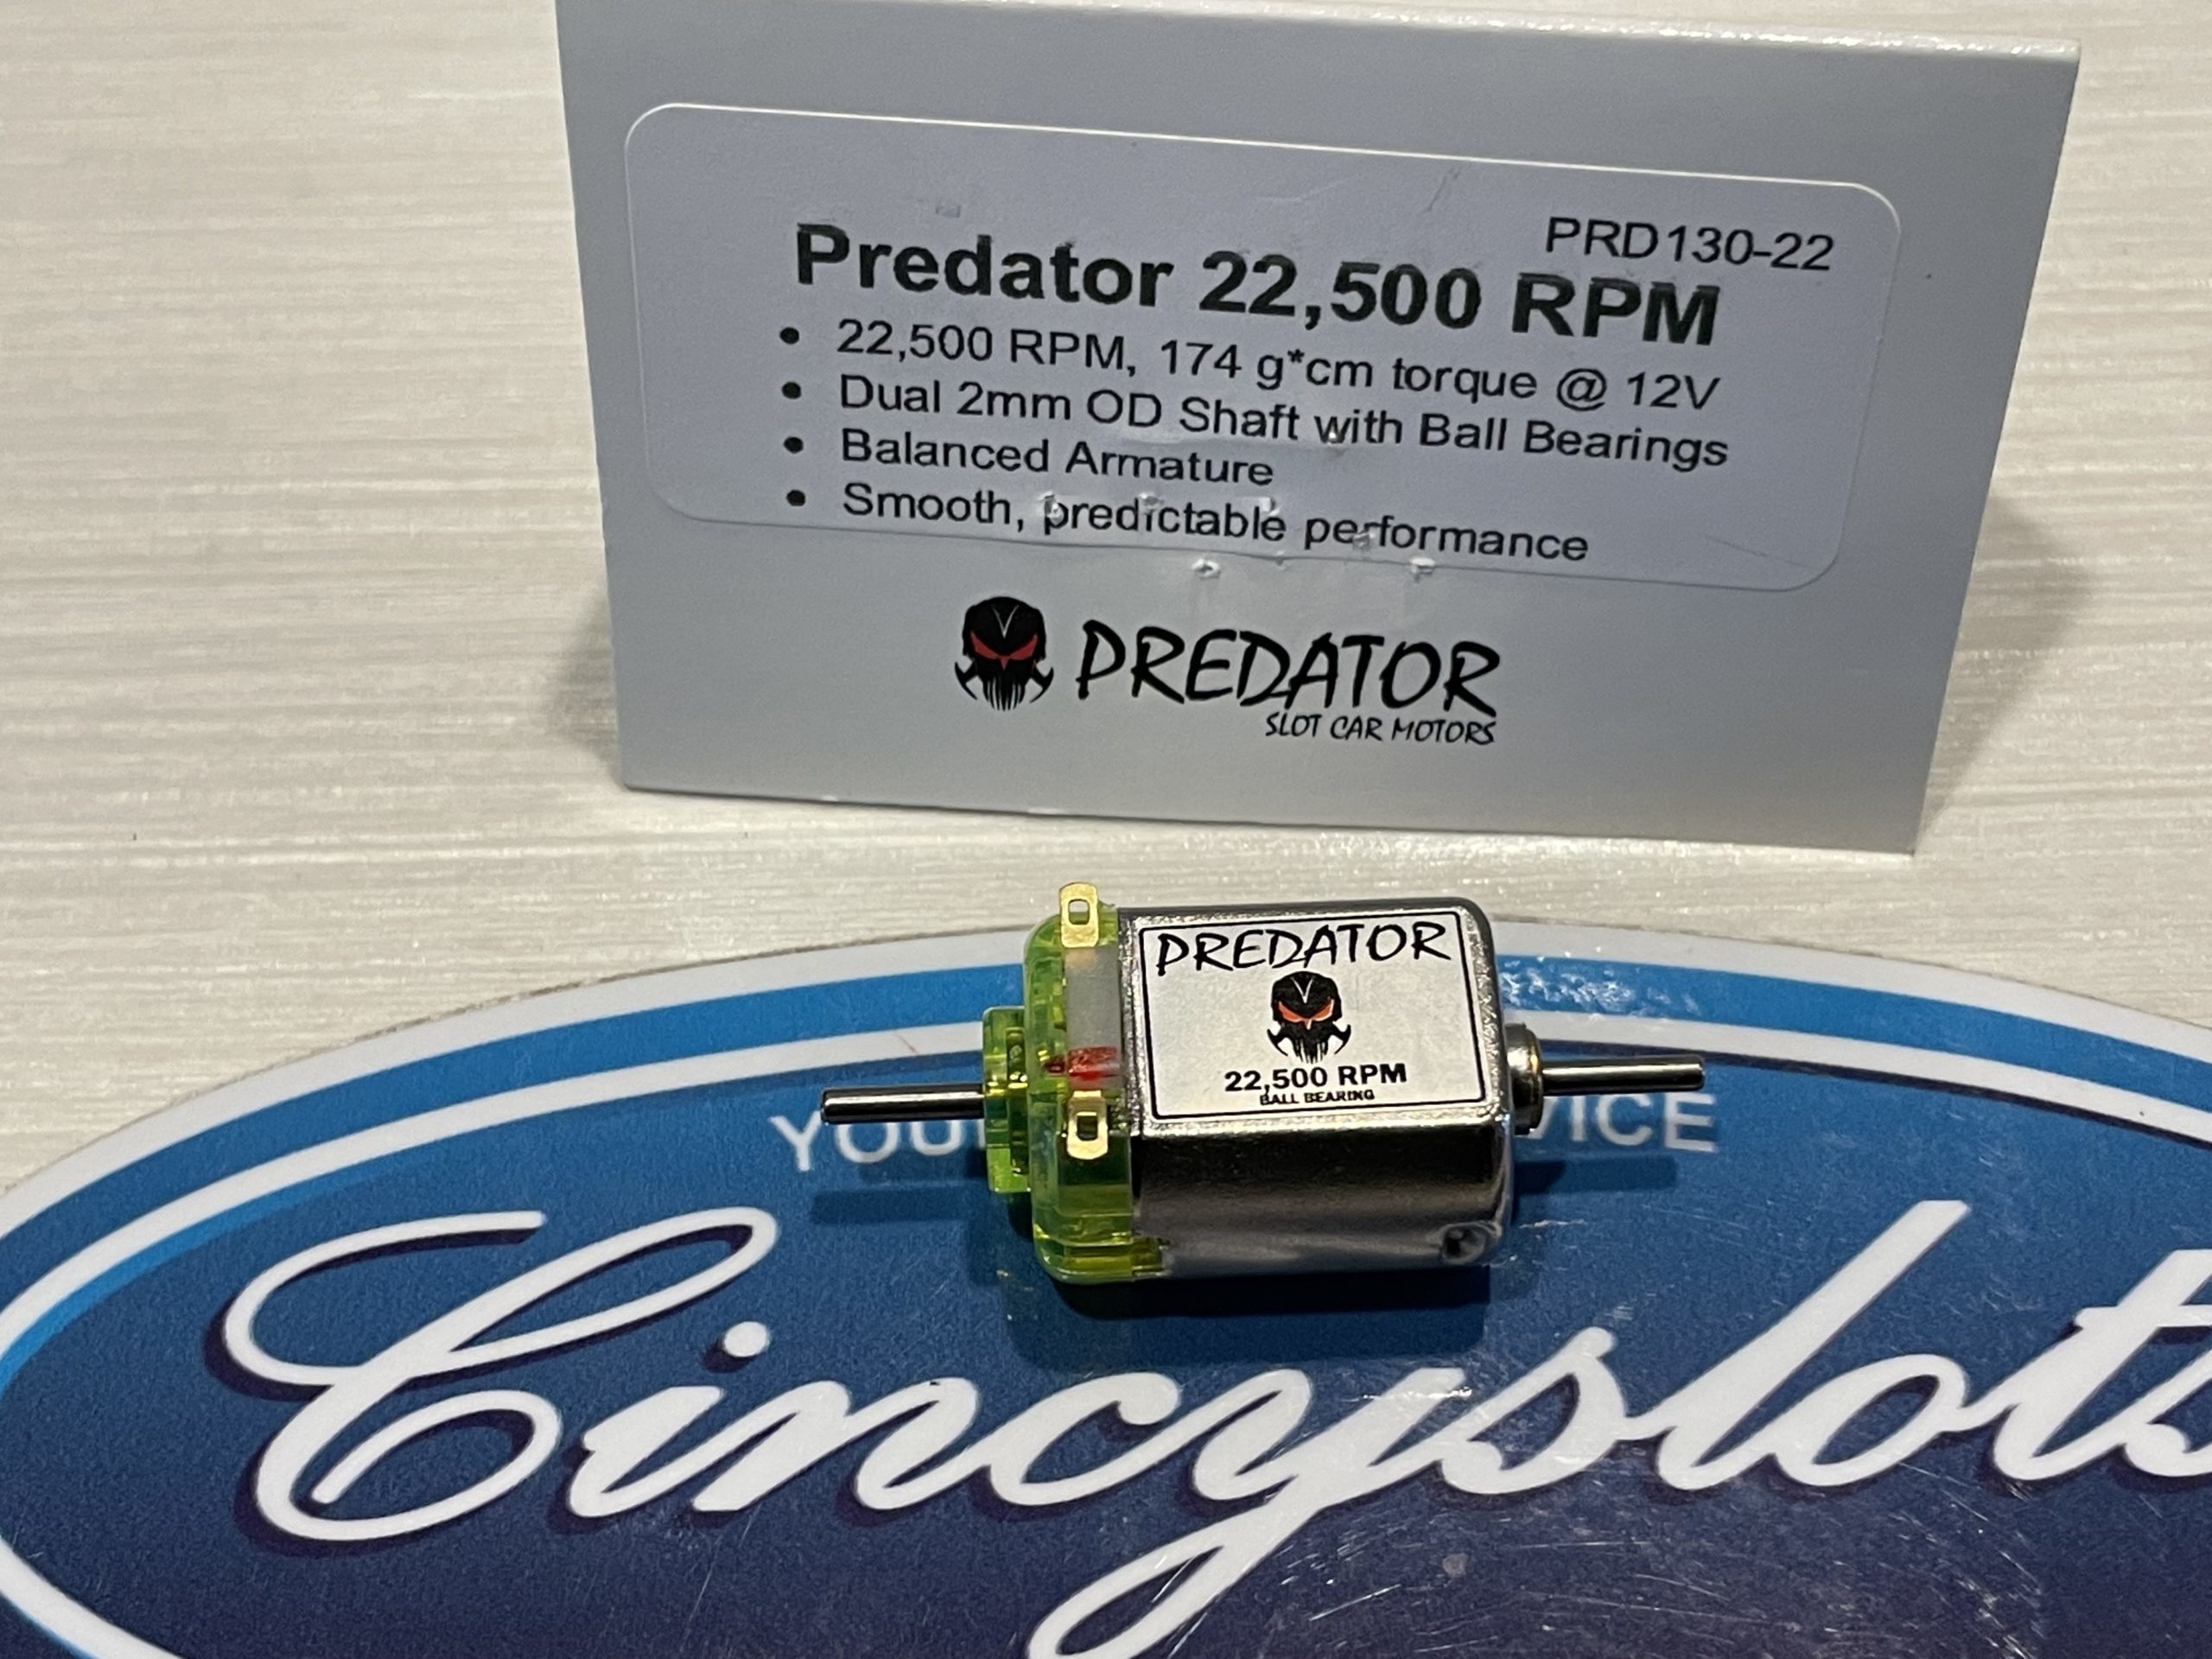 PRD130-22
Predator 22,500 RPM
• 22,500 RPM, 174 g*cm torque @ 12V
• Dual 2mm OD Shaft with Ball Bearings
• Balanced Armature
• Smooth, predictable performance
PREDATOR
SLOT CAR MOTORS
PREDATOR
22,500 RPM
BALL BEARING
Cincyslots